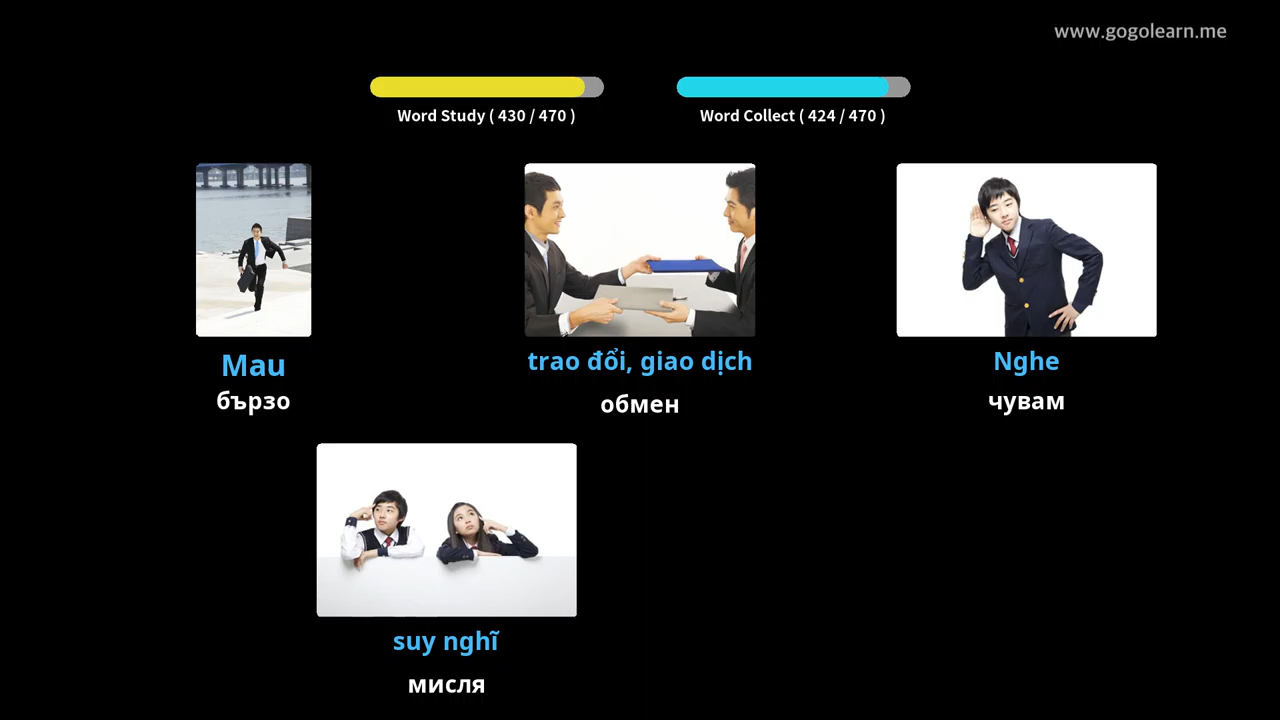 www.gogolearn.me
Word Study ( 430 / 470 )
Word Collect ( 424 / 470 )
Mau
бързо
trao đổi, giao dịch
обмен
Nghe
чувам
suy nghĩ
мисля